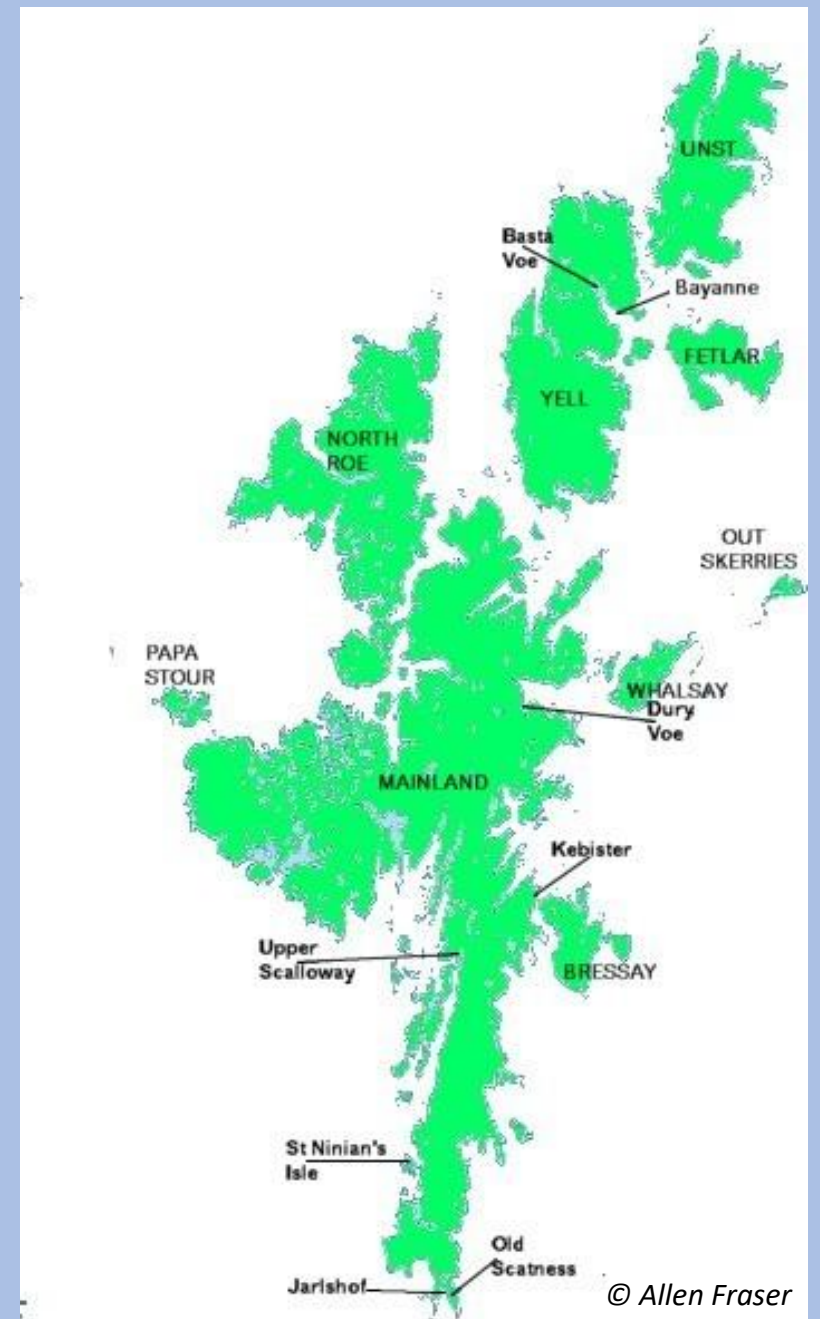 UNST
Basta
Voe
Bayanne
FETLAR
YELL
NORTH
ROE
OUT
SKERRIES
PAPA
STOUR
WHALSAY
Dury
Voe
MAINLAND
Kebister
Upper
Scalloway
BRESSAY
St Ninian's
Isle
Old
Scatness
Jarlshof
© Allen Fraser